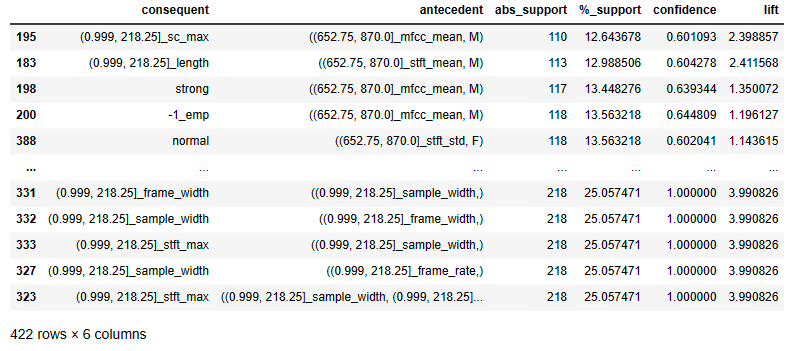 consequent antecedent abs_support %_support confidence lift
195 (0.999, 218.25]_sc_max ((652.75, 870.0]_mfcc_mean, M) 110 12.643678 0.601093 2.398857
183 (0.999, 218.25]_length ((652.75, 870.0]_stft_mean, M) 113 12.988506 0.604278 2.411568
198 strong ((652.75, 870.0]_mfcc_mean, M) 117 13.448276 0.639344 1.350072
200 -1_emp ((652.75, 870.0]_mfcc_mean, M) 118 13.563218 0.644809 1.196127
388 normal ((652.75, 870.0]_stft_std, F) 118 13.563218 0.602041 1.143615
... ... ... ... ... ... ...
331 (0.999, 218.25]_frame_width ((0.999, 218.25]_sample_width,) 218 25.057471 1.000000 3.990826
332 (0.999, 218.25]_sample_width ((0.999, 218.25]_frame_width,) 218 25.057471 1.000000 3.990826
333 (0.999, 218.25]_stft_max ((0.999, 218.25]_sample_width,) 218 25.057471 1.000000 3.990826
327 (0.999, 218.25]_sample_width ((0.999, 218.25]_frame_rate,) 218 25.057471 1.000000 3.990826
323 (0.999, 218.25]_stft_max ((0.999, 218.25]_sample_width, (0.999, 218.25]... 218 25.057471 1.000000 3.990826
422 rows × 6 columns